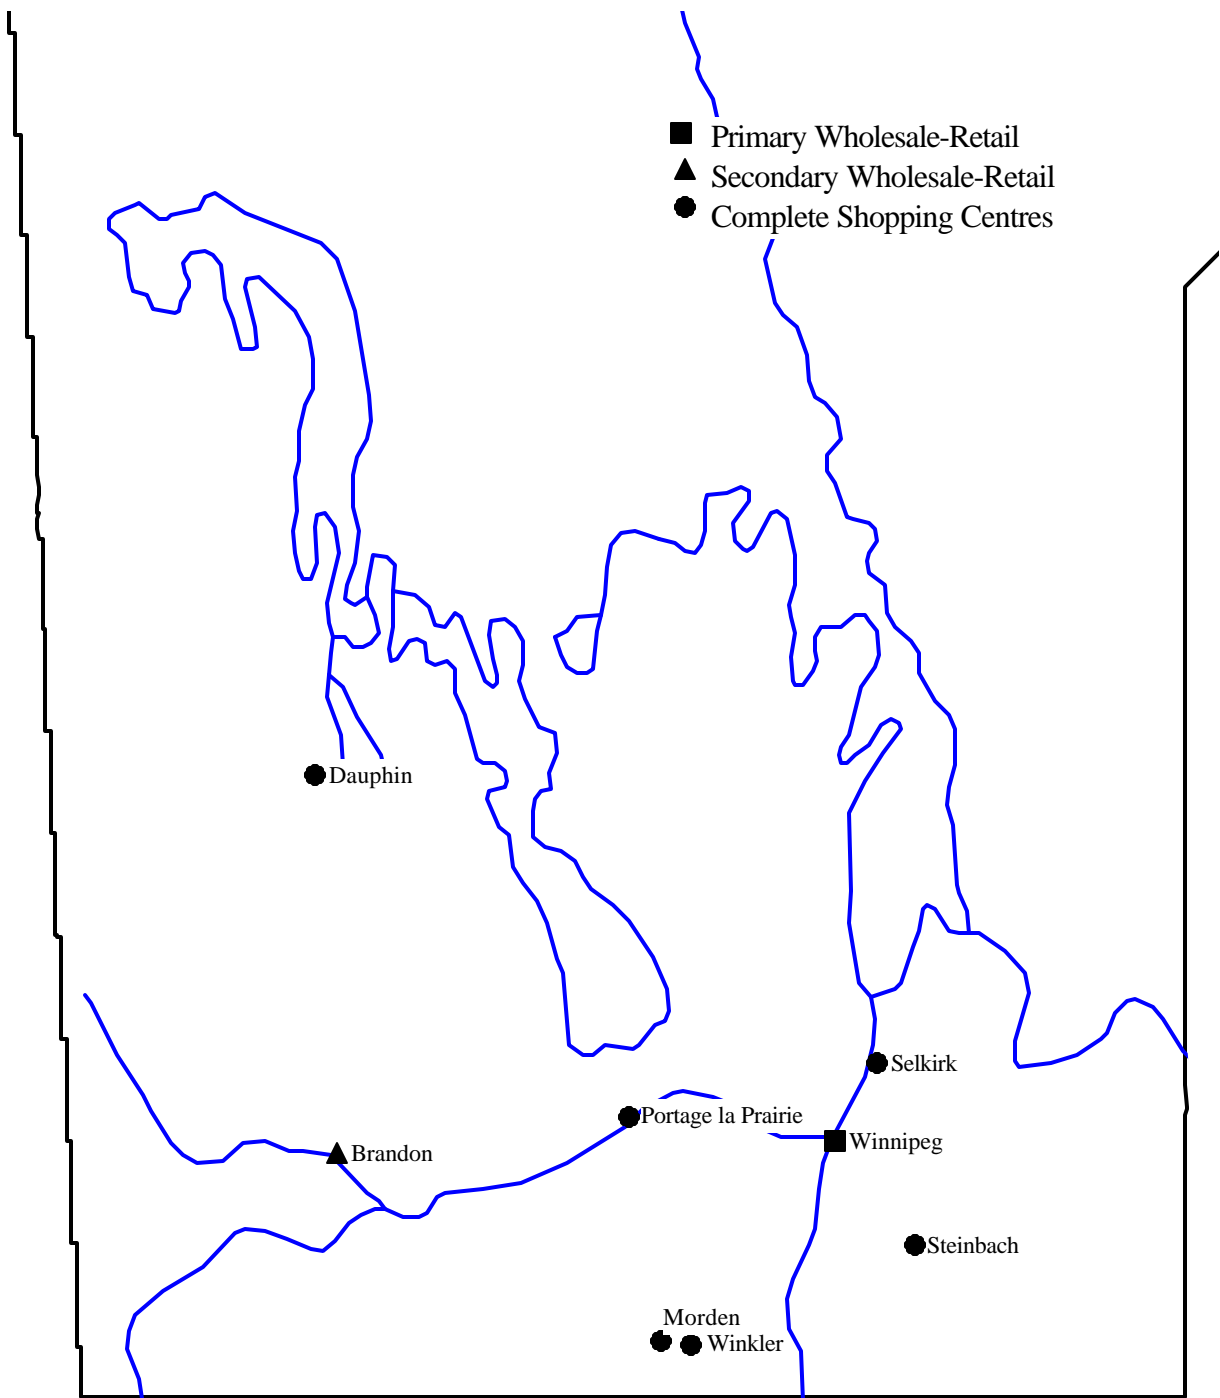 Primary Wholesale-Retail
Secondary Wholesale-Retail
Complete Shopping Centres
Dauphin
Selkirk
Portage la Prairie
Winnipeg
Brandon
Steinbach
Morden
Winkler